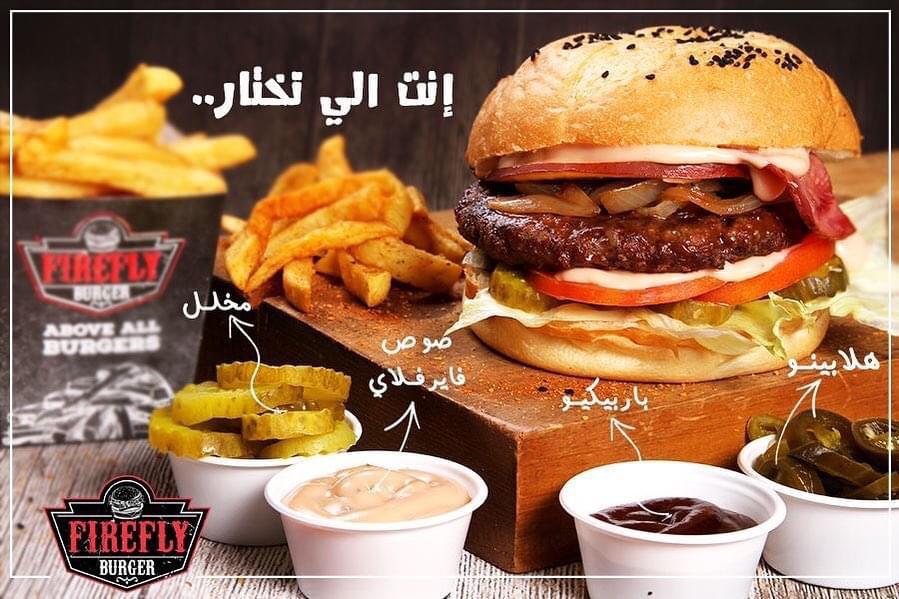 إنت الي تختار..
FIREFLY
BURGER
ABOVE ALL
BURGERS
مخلل
صوص
فايرفلاي
باربيكيو
هلابينو
FIREFLY
BURGER